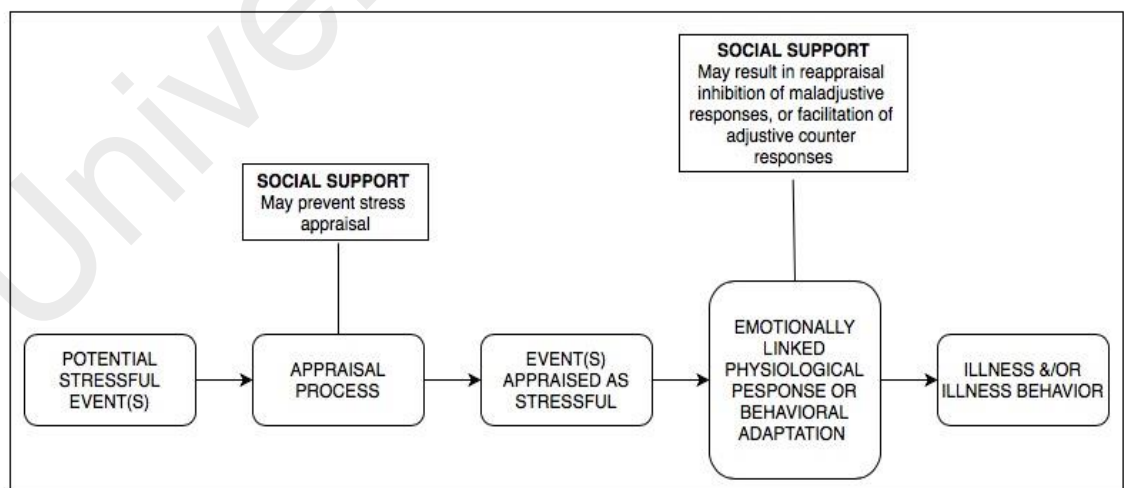 SOCIAL SUPPORT
May result in reappraisal
inhibition of maladjustive
responses, or facilitation of
adjustive counter
responses
SOCIAL SUPPORT
May prevent stress
appraisal
POTENTIAL
STRESSFUL
EVENT(S)
APPRAISAL
PROCESS
EVENT(S)
APPRAISED AS
STRESSFUL
EMOTIONALLY
LINKED
PHYSIOLOGICAL
PESPONSE OR
BEHAVIORAL
ADAPTATION
ILLNESS &/OR
ILLNESS BEHAVIOR
Univer